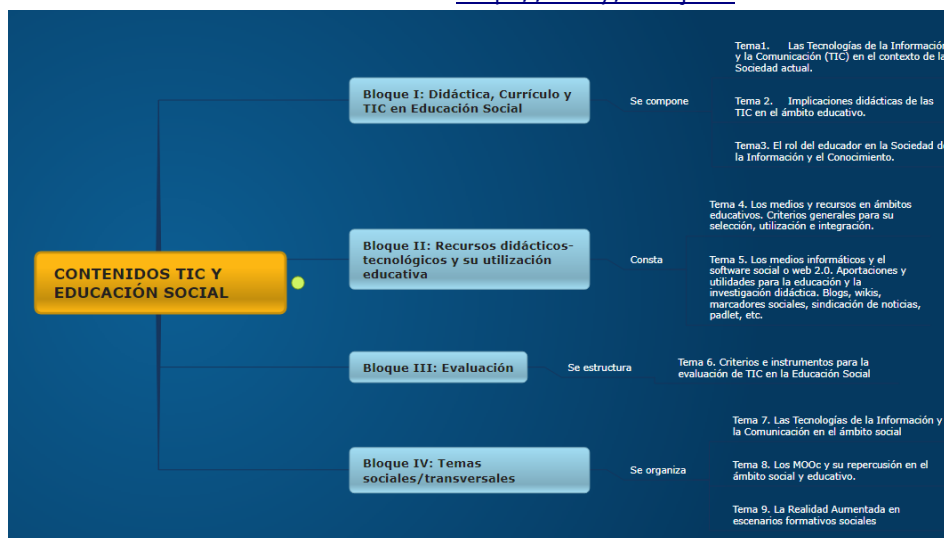 Bloque I: Didáctica, Currículo y
TIC en Educación Social
Se compone
Tema1. Las Tecnologías de la Información
y la Comunicación (TIC) en el contexto de la
Sociedad actual.
Tema 2. Implicaciones didácticas de las
TIC en el ámbito educativo.
Tema3. El rol del educador en la Sociedad de
la Información y el Conocimiento.
CONTENIDOS TIC Y
EDUCACIÓN SOCIAL
Bloque II: Recursos didácticos-
tecnológicos y su utilización
educativa
Consta
Tema 4. Los medios y recursos en ámbitos
educativos. Criterios generales para su
selección, utilización e integración.
Tema 5. Los medios informáticos y el
software social o web 2.0. Aportaciones y
utilidades para la educación y la
investigación didáctica. Blogs, wikis,
marcadores sociales, sindicación de noticias,
padlet, etc.
Bloque III: Evaluación
Se estructura
Tema 6. Criterios e instrumentos para la
evaluación de TIC en la Educación Social
Bloque IV: Temas
sociales/transversales
Se organiza
Tema 7. Las Tecnologías de la Información y
la Comunicación en el ámbito social
Tema 8. Los MOOc y su repercusión en el
ámbito social y educativo.
Tema 9. La Realidad Aumentada en
escenarios formativos sociales